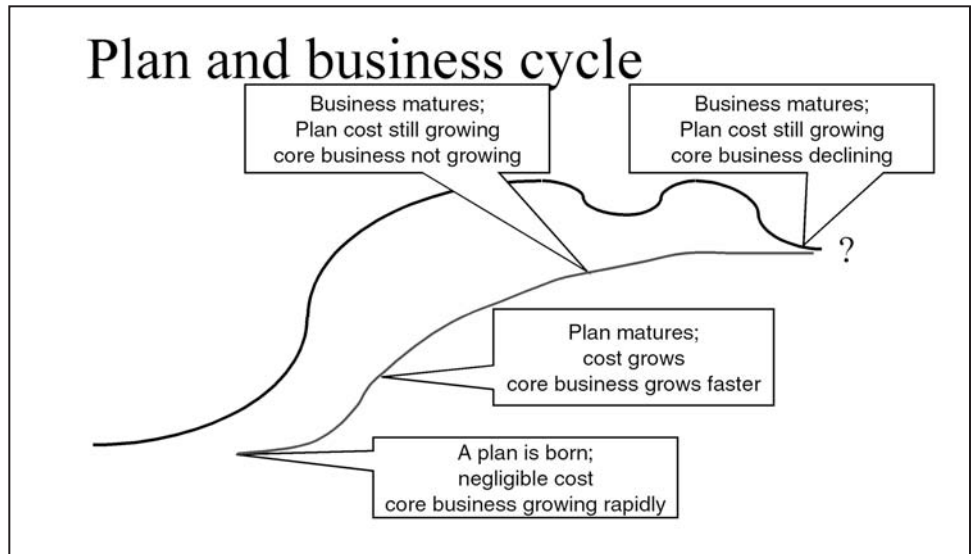 Plan and business cycle
Business matures;
Plan cost still growing
core business not growing
Business matures;
Plan cost still growing
core business declining
?
Plan matures;
cost grows
core business grows faster
A plan is born;
negligible cost
core business growing rapidly